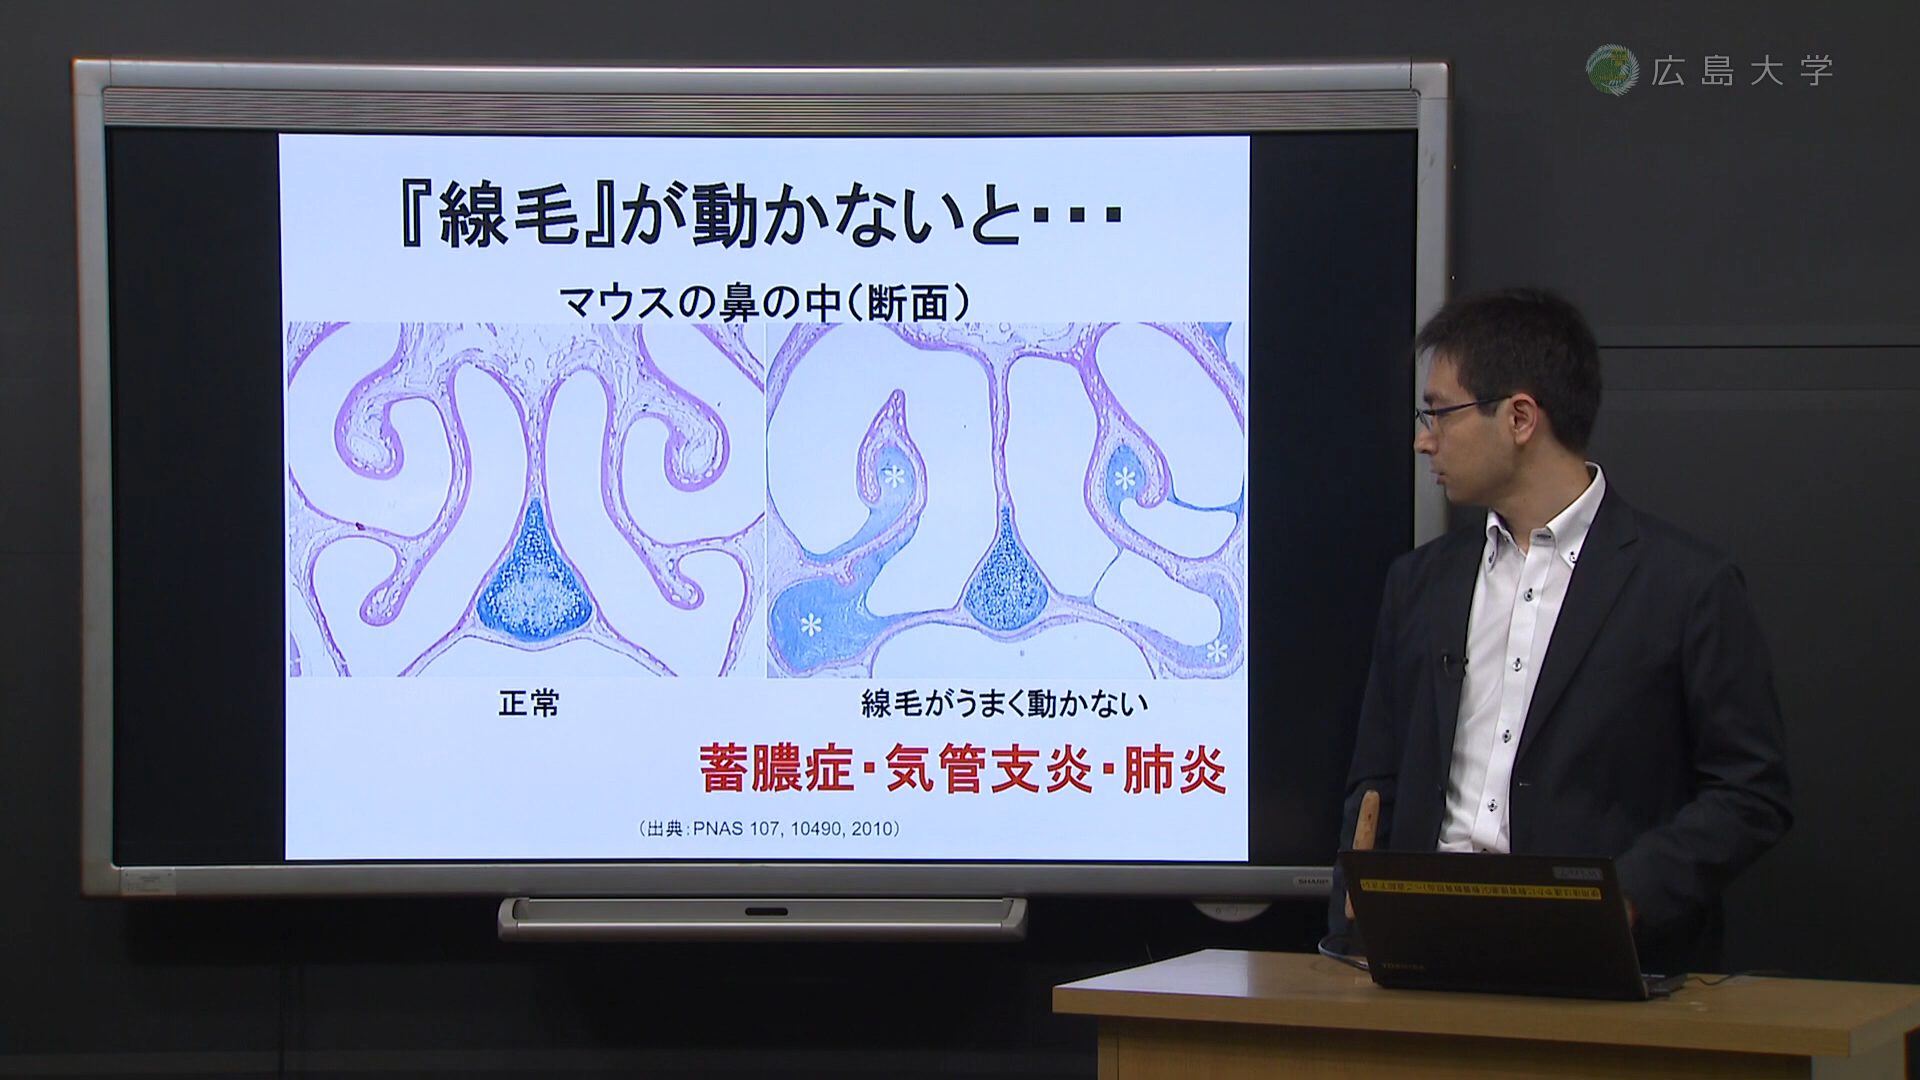 広島大学
『線毛』が動かないと・・・
マウスの鼻の中（断面）
＊
＊
＊
＊
正常
線毛がうまく動かない
蓄膿症・気管支炎・肺炎
（出典：PNAS 107, 10490, 2010）
SHARP
TOSHIBA